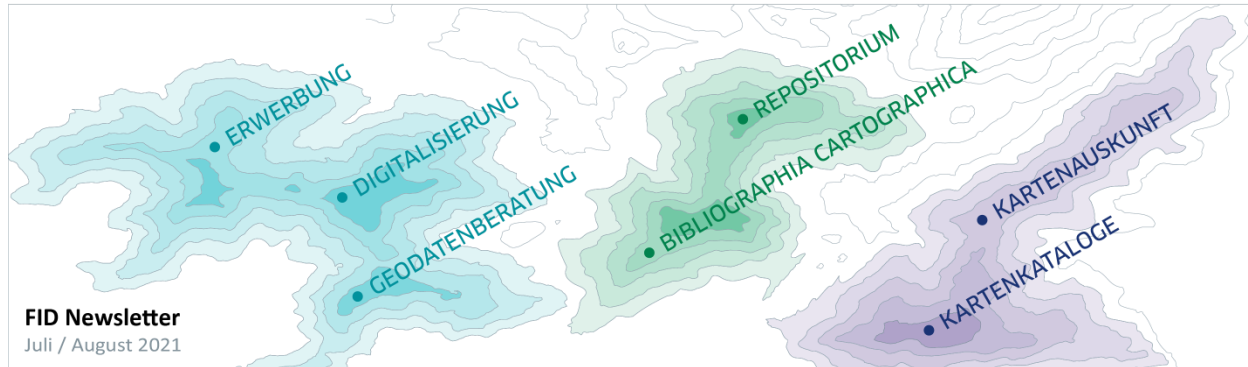 ERWERBUNG
DIGITALISIERUNG
GEODATENBERATUNG
REPOSITORIUM
BIBLIOGRAPHIA CARTOGRAPHICA
KARTENAUSKUNFT
KARTENKATALOGE
FID Newsletter
Juli / August 2021